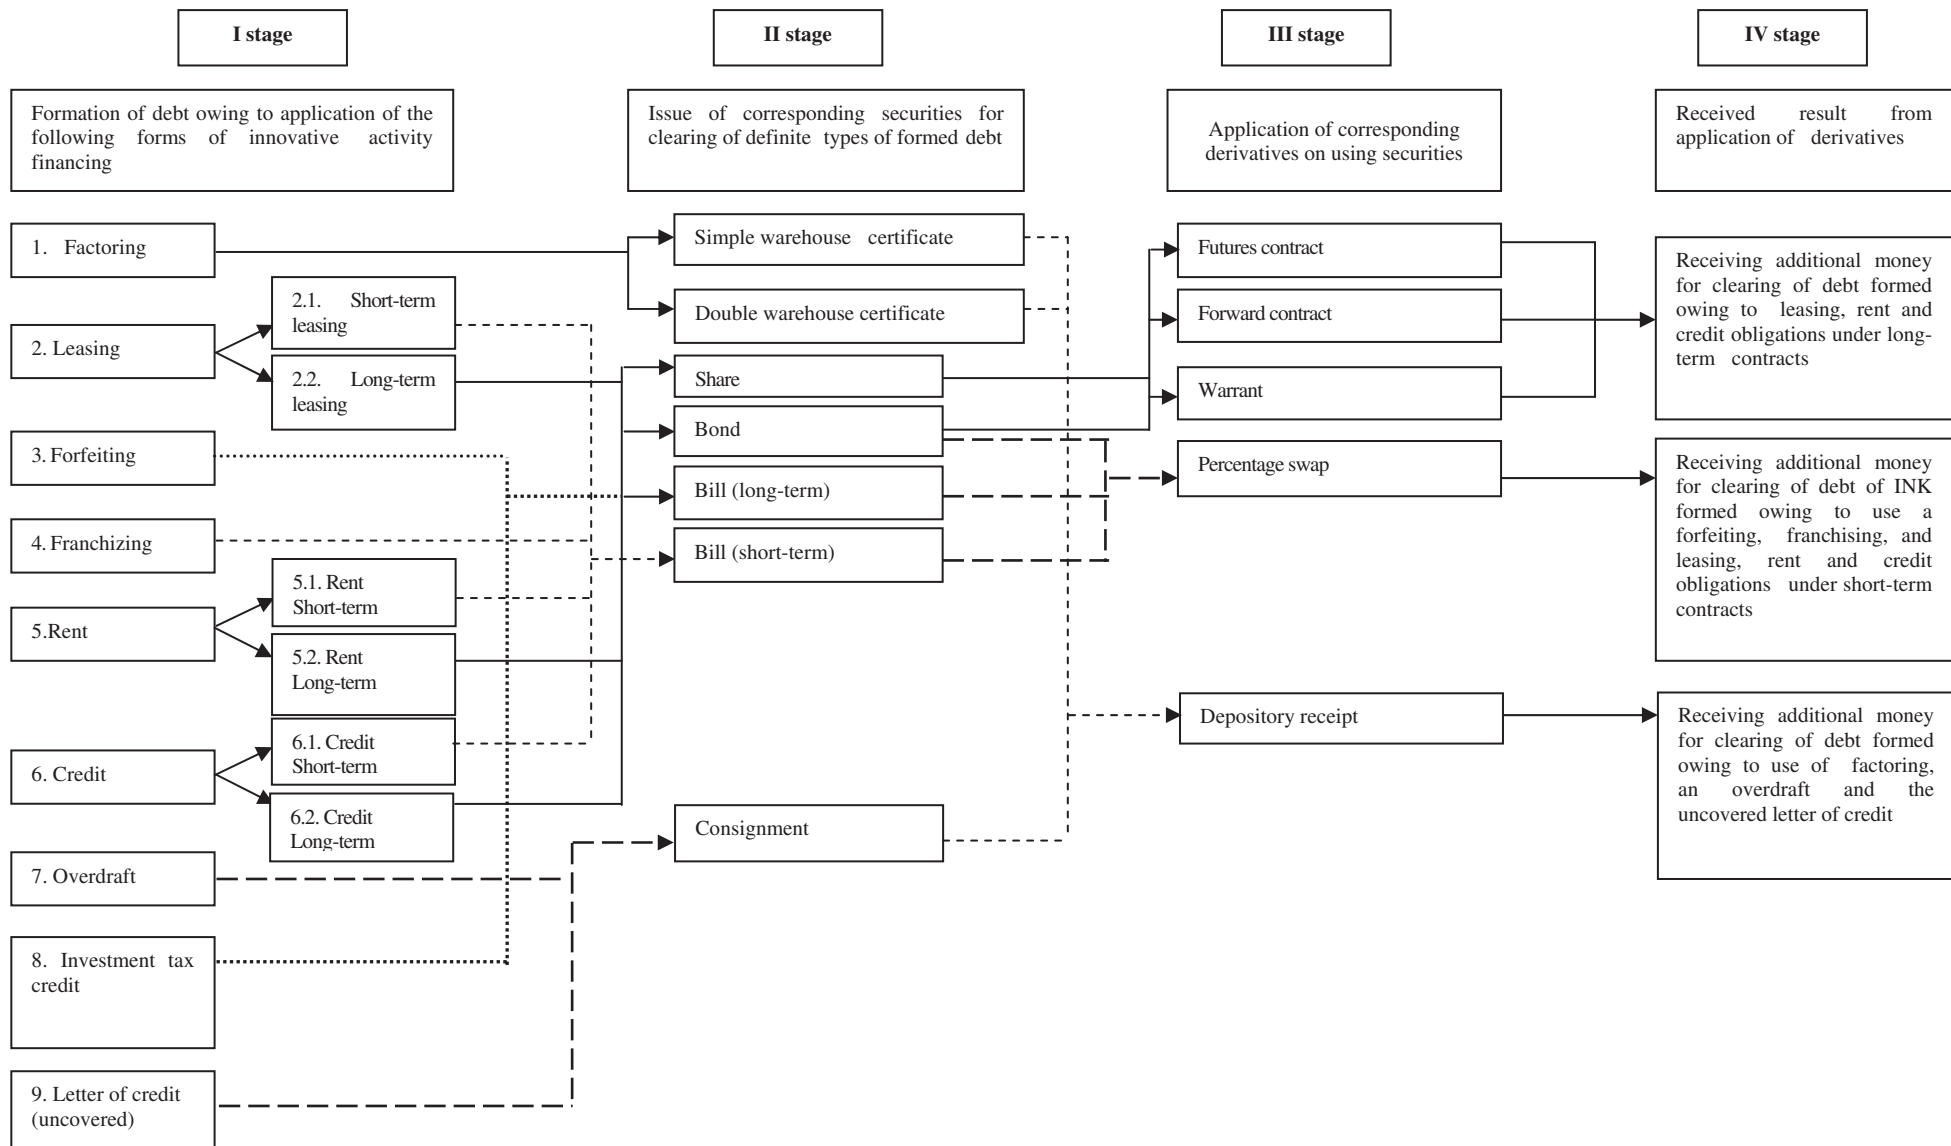 I stage
II stage
III stage
IV stage
Formation of debt owing to application of the
following forms of innovative activity
financing
Issue of corresponding securities for
clearing of definite types of formed debt
Application of corresponding
derivatives on using securities
Received result from
application of derivatives
1. Factoring
2. Leasing
2.1. Short-term
leasing
2.2. Long-term
leasing
3. Forfeiting
4. Franchizing
5.Rent
5.1. Rent
Short-term
5.2. Rent
Long-term
6. Credit
6.1. Credit
Short-term
6.2. Credit
Long-term
7. Overdraft
8. Investment tax
credit
9. Letter of credit
(uncovered)
Simple warehouse certificate
Double warehouse certificate
Share
Bond
Bill (long-term)
Bill (short-term)
Consignment
Futures contract
Forward contract
Warrant
Percentage swap
Depository receipt
Receiving additional money
for clearing of debt formed
owing to leasing, rent and
credit obligations under long-
term contracts
Receiving additional money
for clearing of debt of INK
formed owing to use a
forfeiting, franchising, and
leasing, rent and credit
obligations under short-term
contracts
Receiving additional money
for clearing of debt formed
owing to use of factoring,
an overdraft and the
uncovered letter of credit